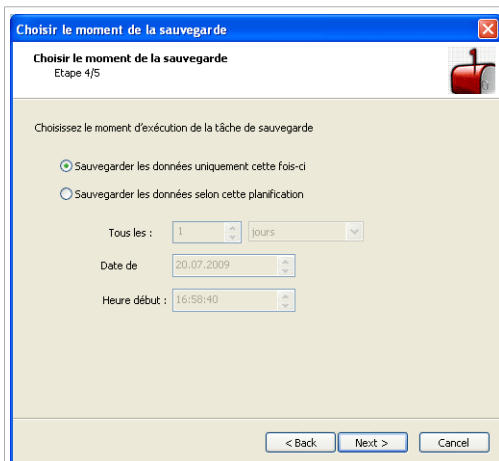 Choisir le moment de la sauvegarde
Choisir le moment de la sauvegarde
Etape 4/5
Choisissez le moment d'exécution de la tâche de sauvegarde
Sauvegarder les données uniquement cette fois-ci
Sauvegarder les données selon cette planification
Tous les : 1 jours
Date de 20.07.2009
Heure début : 16:58:40
< Back Next > Cancel